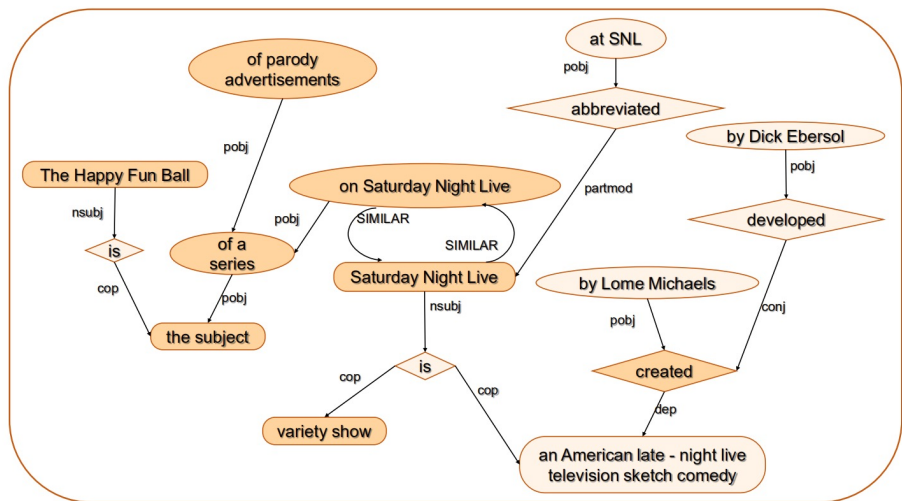 of parody
advertisements
at SNL
pobj
abbreviated
by Dick Ebersol
pobj
pobj
The Happy Fun Ball
on Saturday Night Live
partmod
nsubj
SIMILAR
pobj
developed
is
of a
series
SIMILAR
cop
pobj
Saturday Night Live
by Lome Michaels
nsubj
pobj
conj
the subject
is
created
cop
cop
dep
variety show
an American late - night live
television sketch comedy